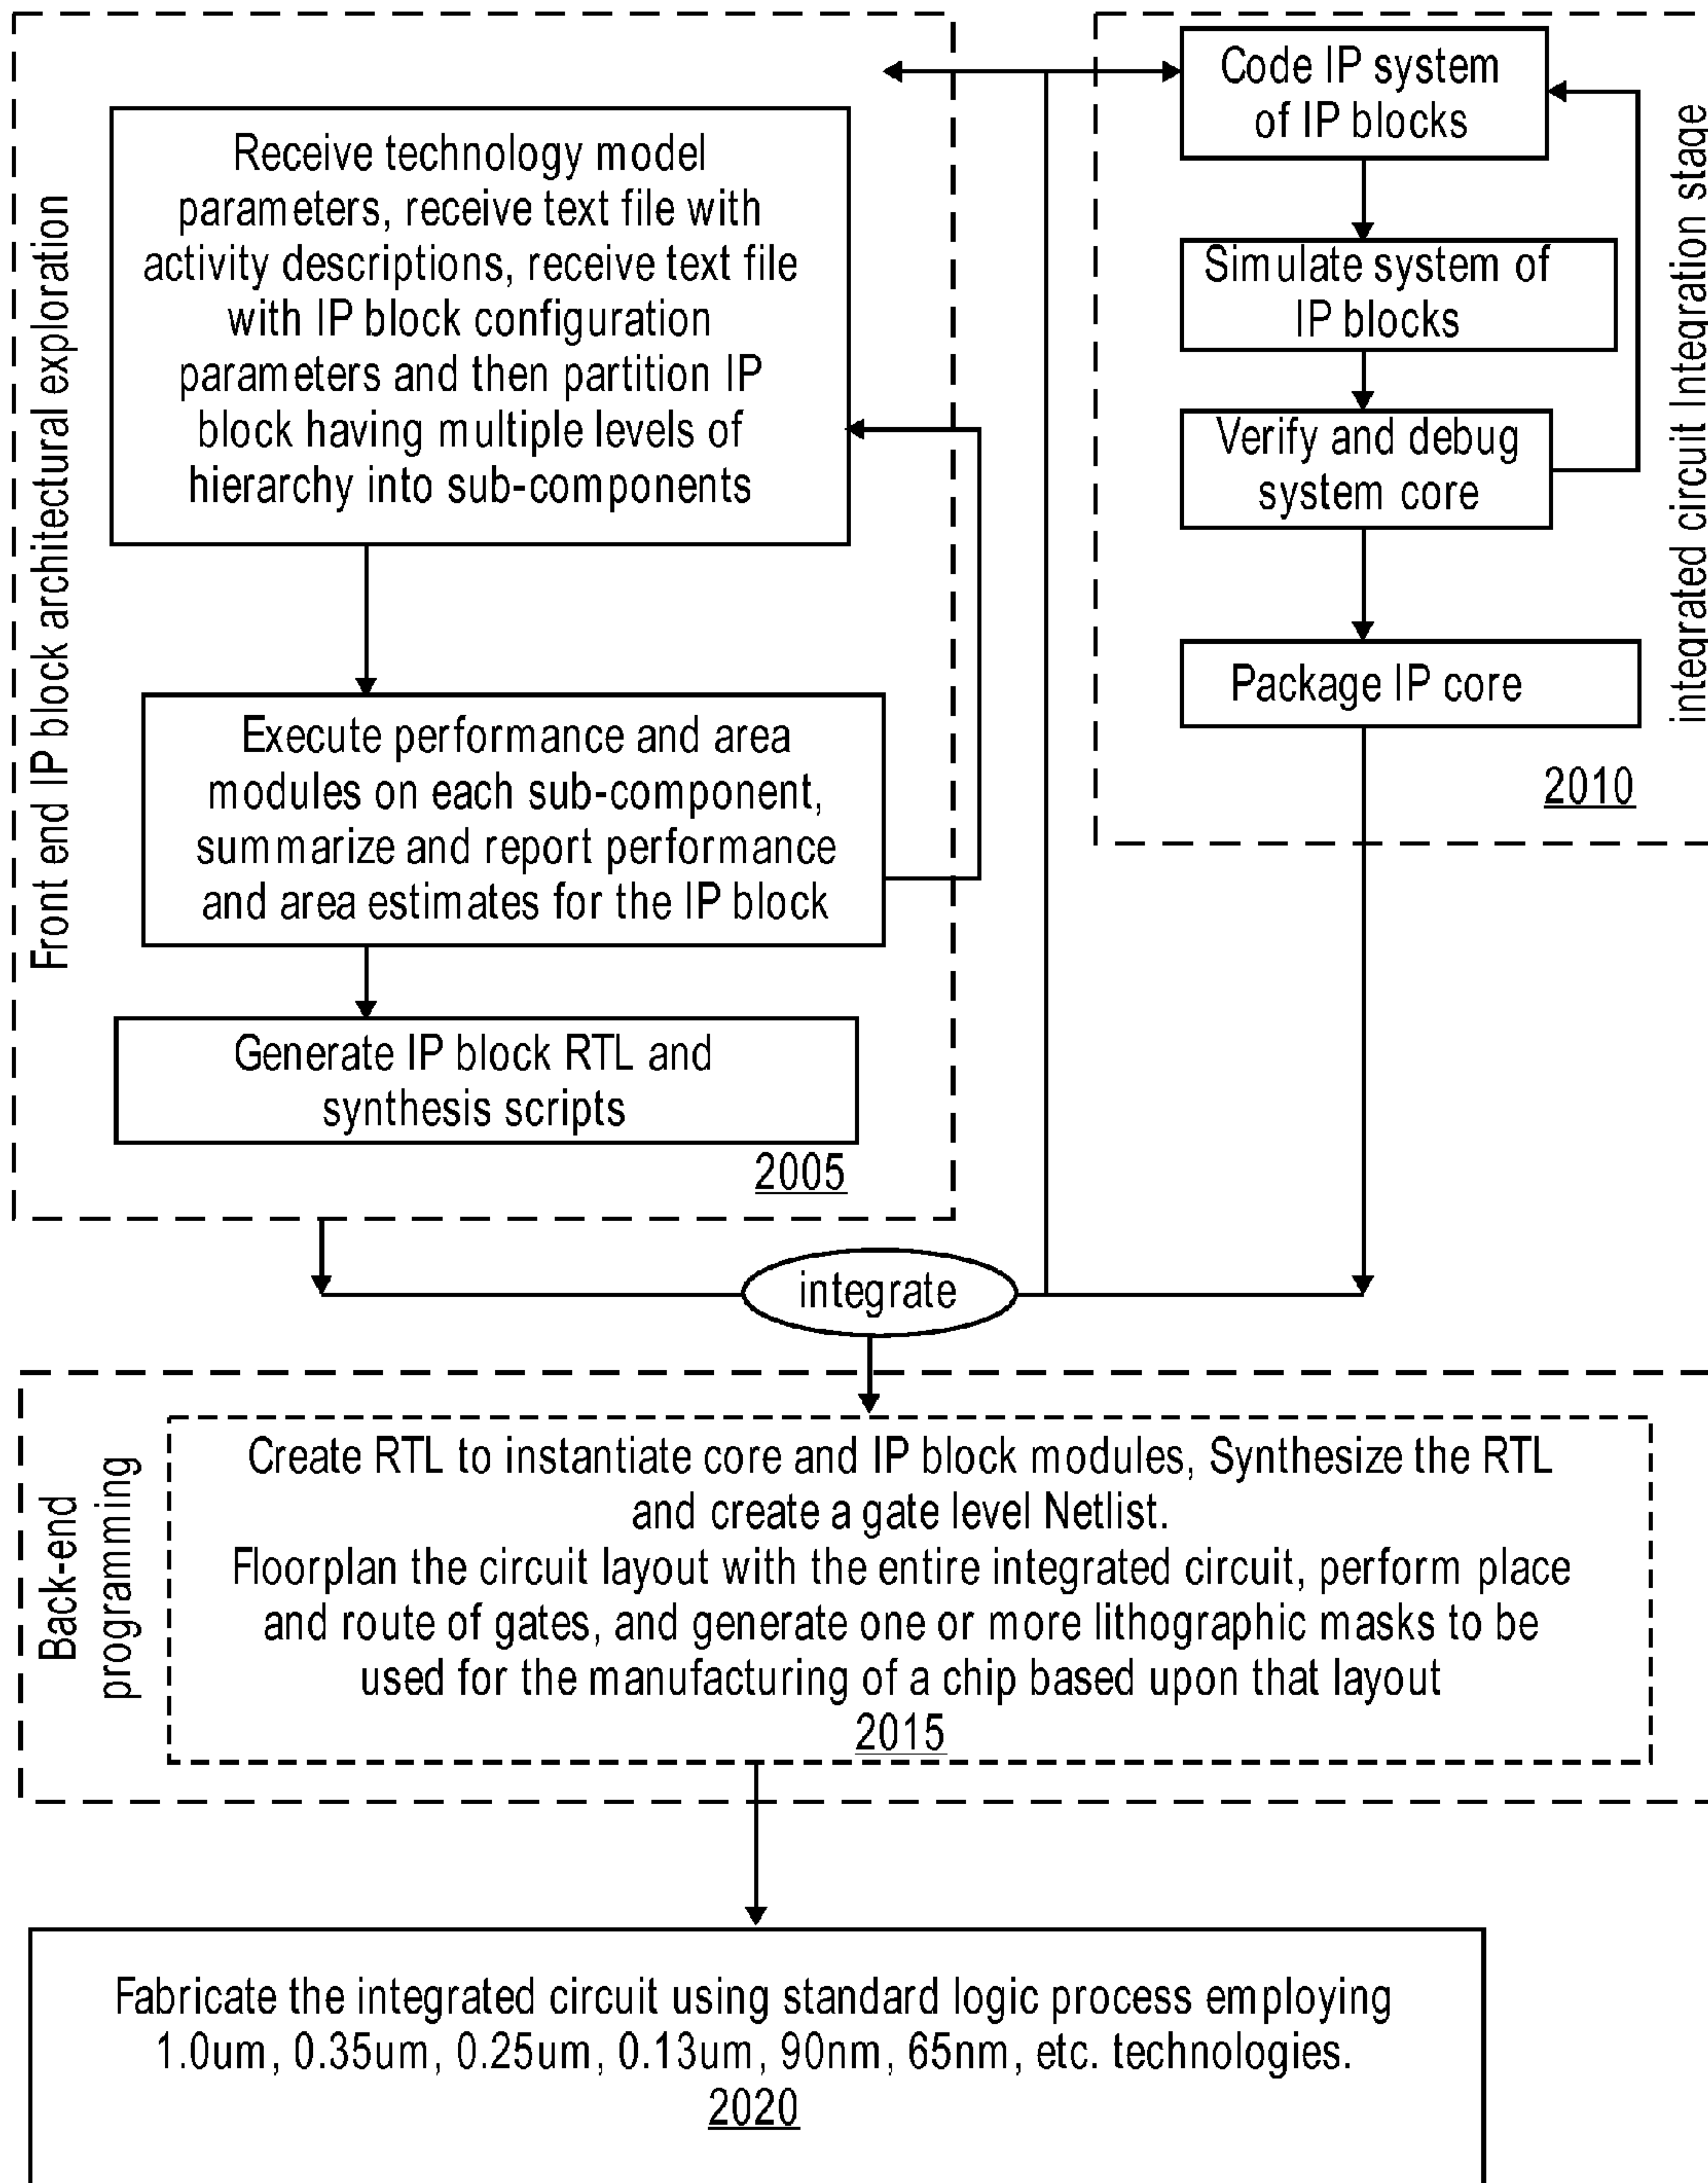 Front end IP block architectural exploration
Receive technology model
parameters, receive text file with
activity descriptions, receive text file
with IP block configuration
parameters and then partition IP
block having multiple levels of
hierarchy into sub-components
Execute performance and area
modules on each sub-component,
summarize and report performance
and area estimates for the IP block
Generate IP block RTL and
synthesis scripts
2005
Code IP system
of IP blocks
Simulate system of
IP blocks
Verify and debug
system core
Package IP core
2010
integrated circuit Integration stage
integrate
Back-end
programming
Create RTL to instantiate core and IP block modules, Synthesize the RTL
and create a gate level Netlist.
Floorplan the circuit layout with the entire integrated circuit, perform place
and route of gates, and generate one or more lithographic masks to be
used for the manufacturing of a chip based upon that layout
2015
Fabricate the integrated circuit using standard logic process employing
1.0um, 0.35um, 0.25um, 0.13um, 90nm, 65nm, etc. technologies.
2020